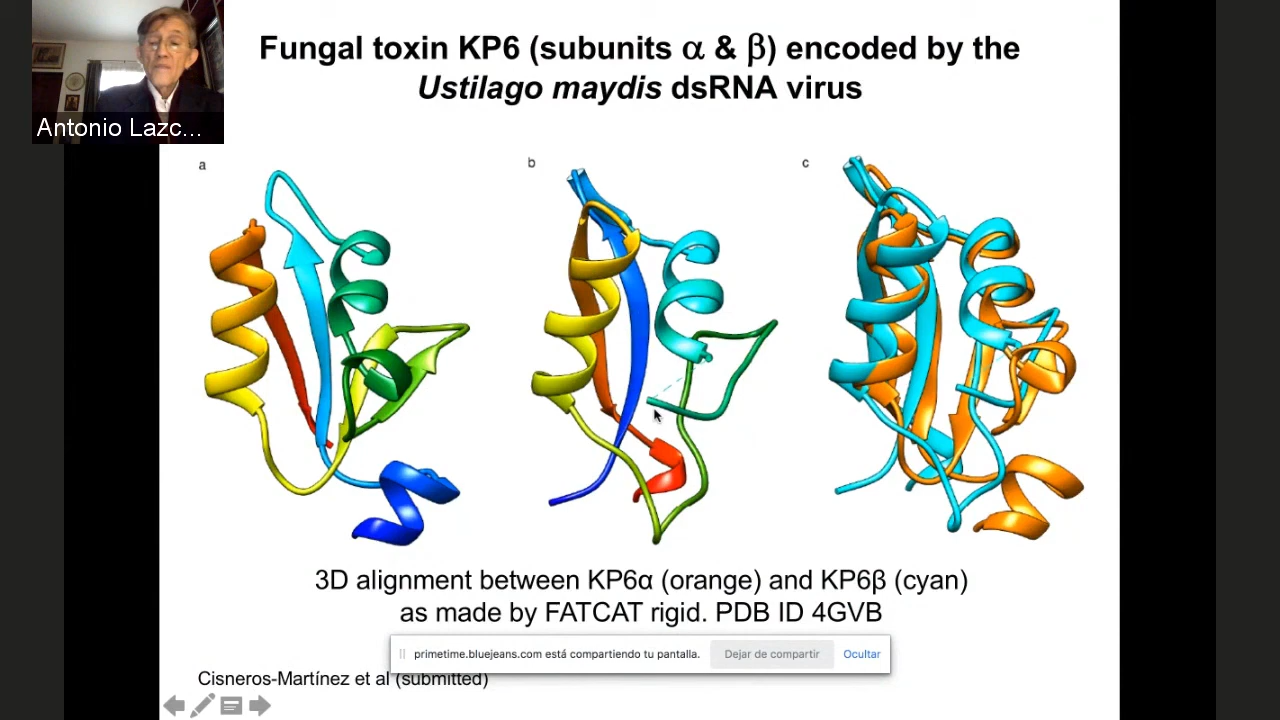 Fungal toxin KP6 (subunits α & β) encoded by the
Ustilago maydis dsRNA virus
Antonio Lazc...
a
b
c
3D alignment between KP6α (orange) and KP6β (cyan)
as made by FATCAT rigid. PDB ID 4GVB
primetime.bluejeans.com está compartiendo tu pantalla.
Dejar de compartir
Ocultar
Cisneros-Martínez et al (submitted)